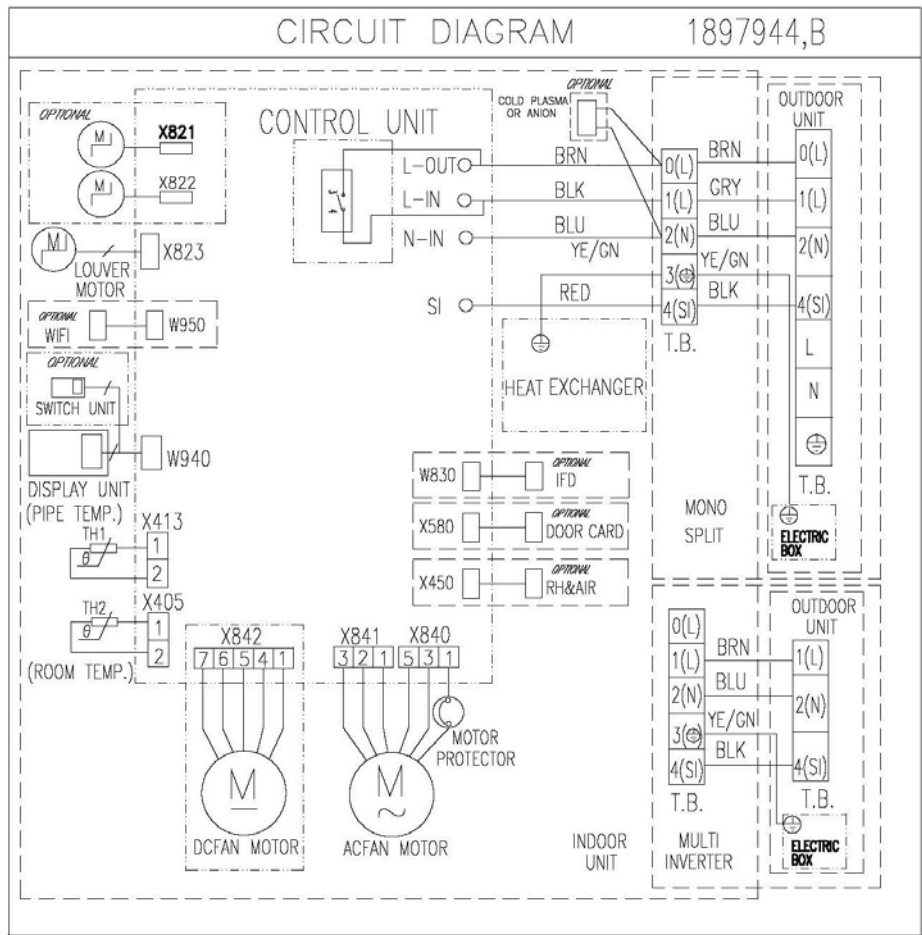 CIRCUIT DIAGRAM 1897944,B
OPTIONAL
X821
X822
LOUVER
MOTOR
X823
OPTIONAL
WIFI
W950
OPTIONAL
SWITCH UNIT
DISPLAY UNIT
W940
(PIPE TEMP.)
TH1
θ
X413
1
2
TH2
θ
X405
1
2
(ROOM TEMP.)
CONTROL UNIT
3
4
L-OUT
L-IN
N-IN
SI
OPTIONAL
COLD PLASMA
OR ANION
BRN
BLK
BLU
YE/GN
RED
HEAT EXCHANGER
0(L)
1(L)
2(N)
3(⏚)
4(SI)
T.B.
BRN
GRY
BLU
YE/GN
BLK
OUTDOOR
UNIT
0(L)
1(L)
2(N)
4(SI)
L
N
T.B.
ELECTRIC
BOX
MONO
SPLIT
W830
OPTIONAL
IFD
X580
OPTIONAL
DOOR CARD
X450
OPTIONAL
RH&AIR
X842
7 6 5 4 1
M
DCFAN MOTOR
X841 X840
3 2 1 5 3 1
MOTOR
PROTECTOR
M
~
ACFAN MOTOR
INDOOR
UNIT
0(L)
1(L)
2(N)
3(⏚)
4(SI)
T.B.
MULTI
INVERTER
BRN
BLU
YE/GN
BLK
OUTDOOR
UNIT
1(L)
2(N)
4(SI)
T.B.
ELECTRIC
BOX
M
M
M